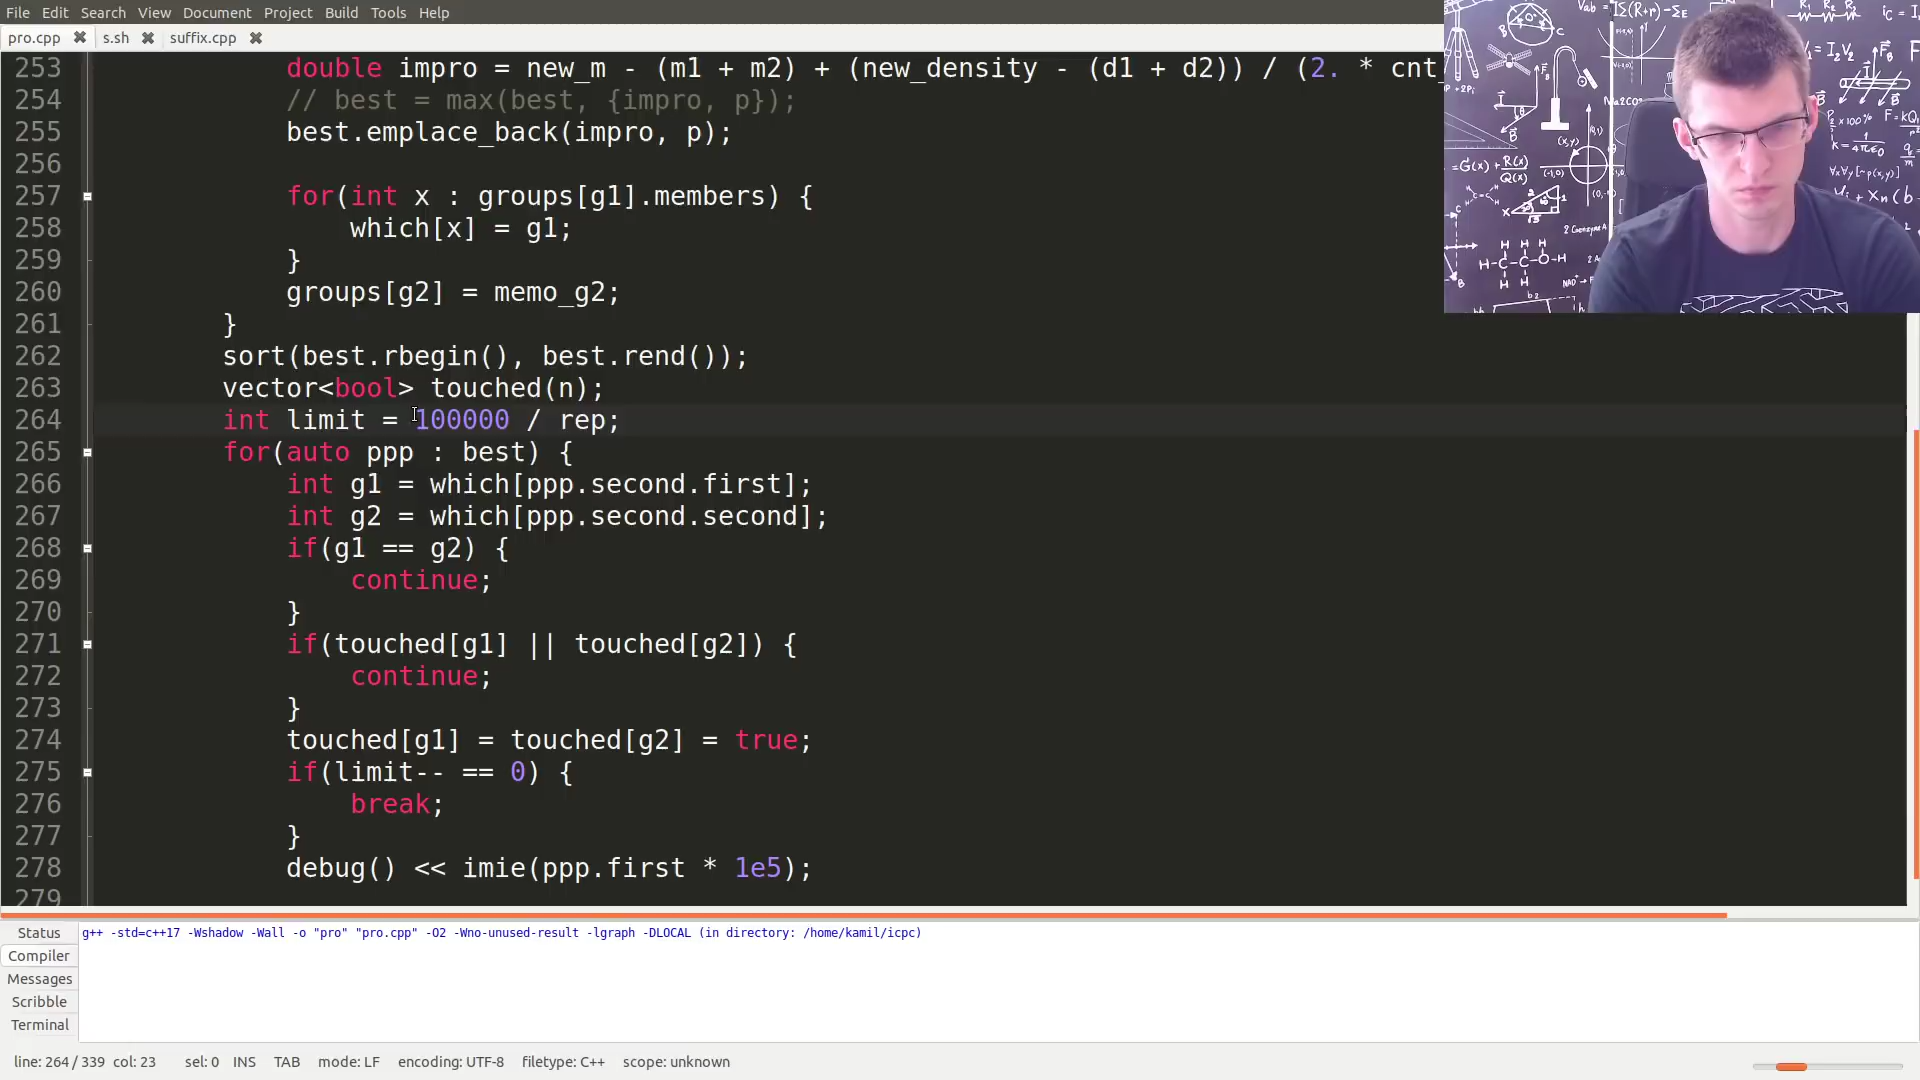 File Edit Search View Document Project Build Tools Help
pro.cpp s.sh suffix.cpp
253 double impro = new_m - (m1 + m2) + (new_density - (d1 + d2)) / (2. * cnt_
254 // best = max(best, {impro, p});
255 best.emplace_back(impro, p);
256
257 for(int x : groups[g1].members) {
258 which[x] = g1;
259 }
260 groups[g2] = memo_g2;
261 }
262 sort(best.rbegin(), best.rend());
263 vector<bool> touched(n);
264 int limit = 100000 / rep;
265 for(auto ppp : best) {
266 int g1 = which[ppp.second.first];
267 int g2 = which[ppp.second.second];
268 if(g1 == g2) {
269 continue;
270 }
271 if(touched[g1] || touched[g2]) {
272 continue;
273 }
274 touched[g1] = touched[g2] = true;
275 if(limit-- == 0) {
276 break;
277 }
278 debug() << imie(ppp.first * 1e5);
279
Status
Compiler
Messages
Scribble
Terminal
g++ -std=c++17 -Wshadow -Wall -o "pro" "pro.cpp" -O2 -Wno-unused-result -lgraph -DLOCAL (in directory: /home/kamil/icpc)
line: 264 / 339 col: 23 sel: 0 INS TAB mode: LF encoding: UTF-8 filetype: C++ scope: unknown